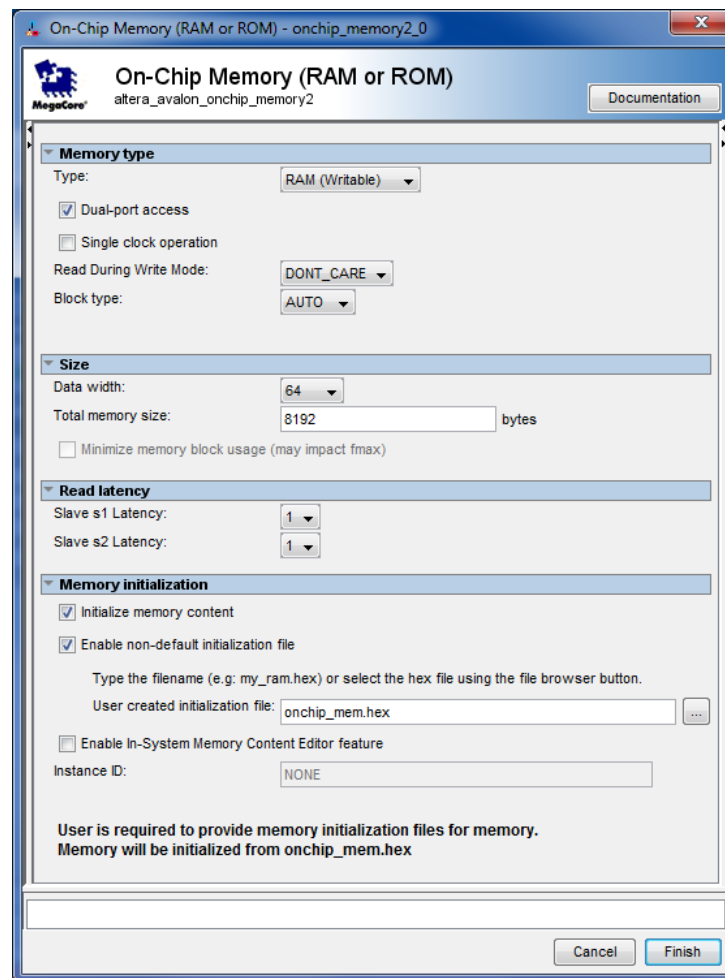 On-Chip Memory (RAM or ROM) - onchip_memory2_0
MegaCore®
On-Chip Memory (RAM or ROM)
altera_avalon_onchip_memory2
Documentation
Memory type
Type: RAM (Writable)
Dual-port access
Single clock operation
Read During Write Mode: DONT_CARE
Block type: AUTO
Size
Data width: 64
Total memory size: 8192 bytes
Minimize memory block usage (may impact fmax)
Read latency
Slave s1 Latency: 1
Slave s2 Latency: 1
Memory initialization
Initialize memory content
Enable non-default initialization file
Type the filename (e.g: my_ram.hex) or select the hex file using the file browser button.
User created initialization file: onchip_mem.hex ...
Enable In-System Memory Content Editor feature
Instance ID: NONE
User is required to provide memory initialization files for memory.
Memory will be initialized from onchip_mem.hex
Cancel Finish